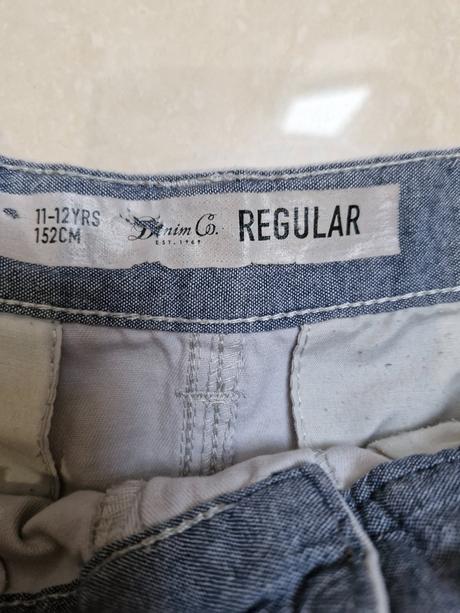 11-12YRS
152CM
Denim Co.
EST. 1969
REGULAR